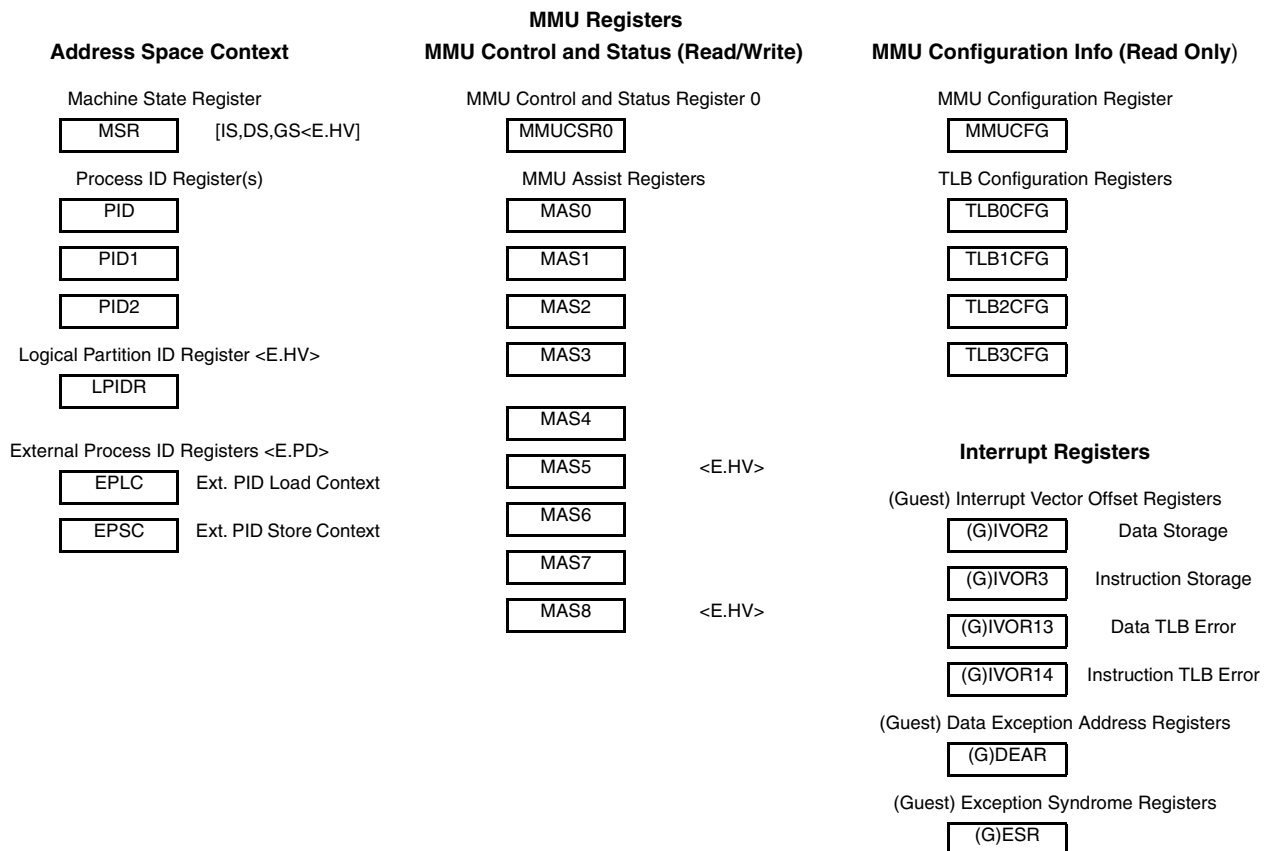 MMU Registers
Address Space Context
Machine State Register
MSR [IS,DS,GS<E.HV]
Process ID Register(s)
PID
PID1
PID2
Logical Partition ID Register <E.HV>
LPIDR
External Process ID Registers <E.PD>
EPLC Ext. PID Load Context
EPSC Ext. PID Store Context
MMU Control and Status (Read/Write)
MMU Control and Status Register 0
MMUCSR0
MMU Assist Registers
MAS0
MAS1
MAS2
MAS3
MAS4
MAS5 <E.HV>
MAS6
MAS7
MAS8 <E.HV>
MMU Configuration Info (Read Only)
MMU Configuration Register
MMUCFG
TLB Configuration Registers
TLB0CFG
TLB1CFG
TLB2CFG
TLB3CFG
Interrupt Registers
(Guest) Interrupt Vector Offset Registers
(G)IVOR2 Data Storage
(G)IVOR3 Instruction Storage
(G)IVOR13 Data TLB Error
(G)IVOR14 Instruction TLB Error
(Guest) Data Exception Address Registers
(G)DEAR
(Guest) Exception Syndrome Registers
(G)ESR